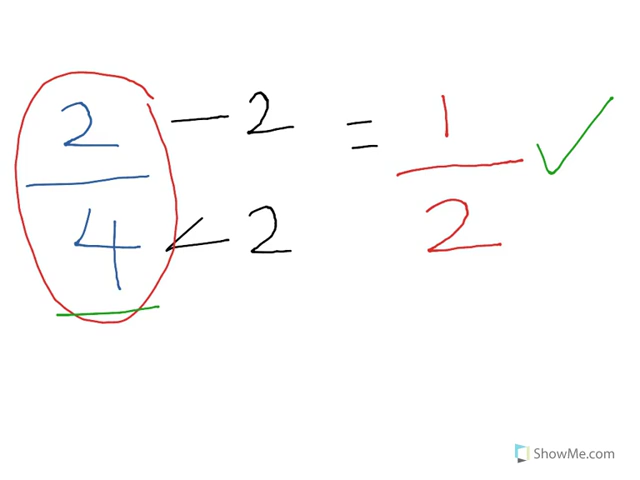 2/4 − 2 = 1/2 ✓
< 2
ShowMe.com